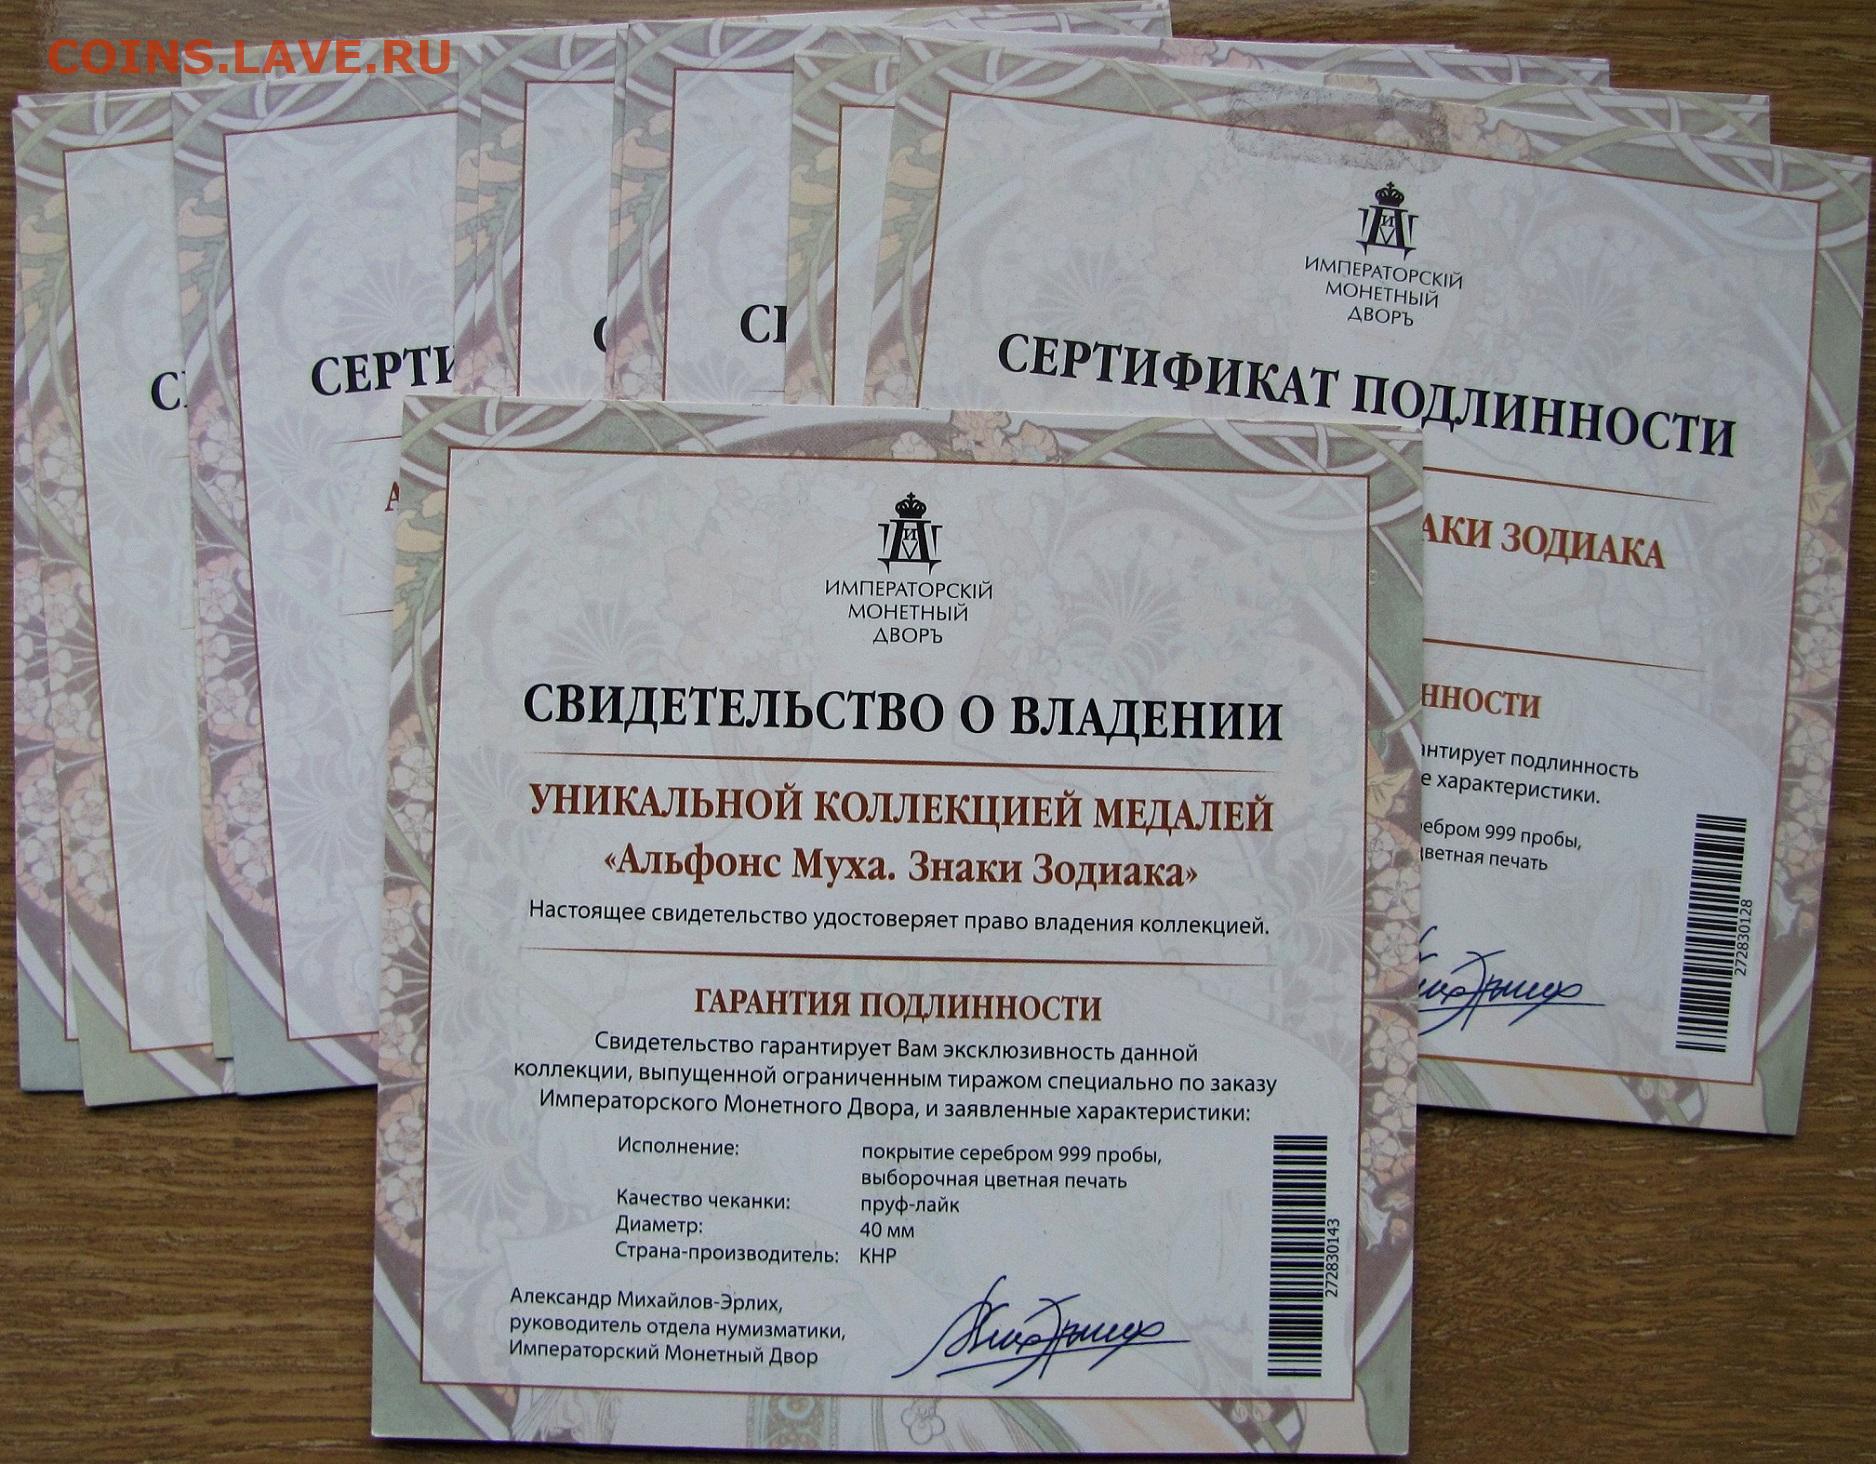 COINS.LAVE.RU
СЕРТИ
ИМПЕРАТОРСКІЙ
МОНЕТНЫЙ
ДВОРЪ
СЕРТИФИКАТ ПОДЛИННОСТИ
АКИ ЗОДИАКА
ННОСТИ
антирует подлинность
е характеристики.
ебром 999 пробы,
цветная печать
272830128
ИМПЕРАТОРСКІЙ
МОНЕТНЫЙ
ДВОРЪ
СВИДЕТЕЛЬСТВО О ВЛАДЕНИИ
УНИКАЛЬНОЙ КОЛЛЕКЦИЕЙ МЕДАЛЕЙ
«Альфонс Муха. Знаки Зодиака»
Настоящее свидетельство удостоверяет право владения коллекцией.
ГАРАНТИЯ ПОДЛИННОСТИ
Свидетельство гарантирует Вам эксклюзивность данной
коллекции, выпущенной ограниченным тиражом специально по заказу
Императорского Монетного Двора, и заявленные характеристики:
Исполнение: покрытие серебром 999 пробы,
выборочная цветная печать
Качество чеканки: пруф-лайк
Диаметр: 40 мм
Страна-производитель: КНР
Александр Михайлов-Эрлих,
руководитель отдела нумизматики,
Императорский Монетный Двор
272830143